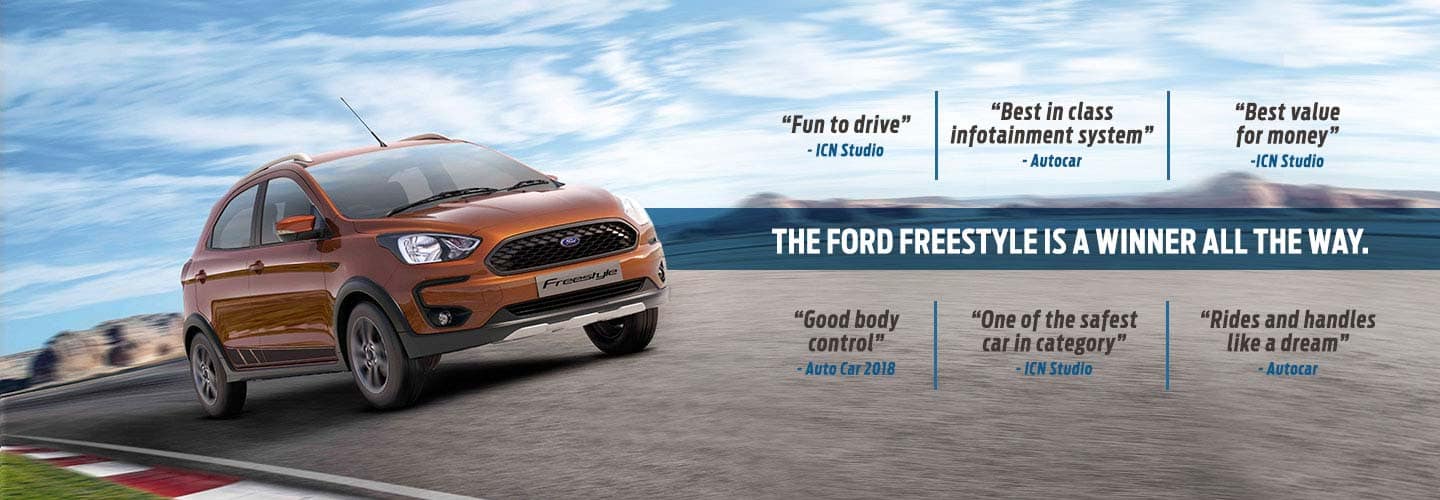 “Fun to drive”
- ICN Studio
“Best in class
infotainment system”
- Autocar
“Best value
for money”
-ICN Studio
THE FORD FREESTYLE IS A WINNER ALL THE WAY.
Ford
Freestyle
“Good body
control”
- Auto Car 2018
“One of the safest
car in category”
- ICN Studio
“Rides and handles
like a dream”
- Autocar